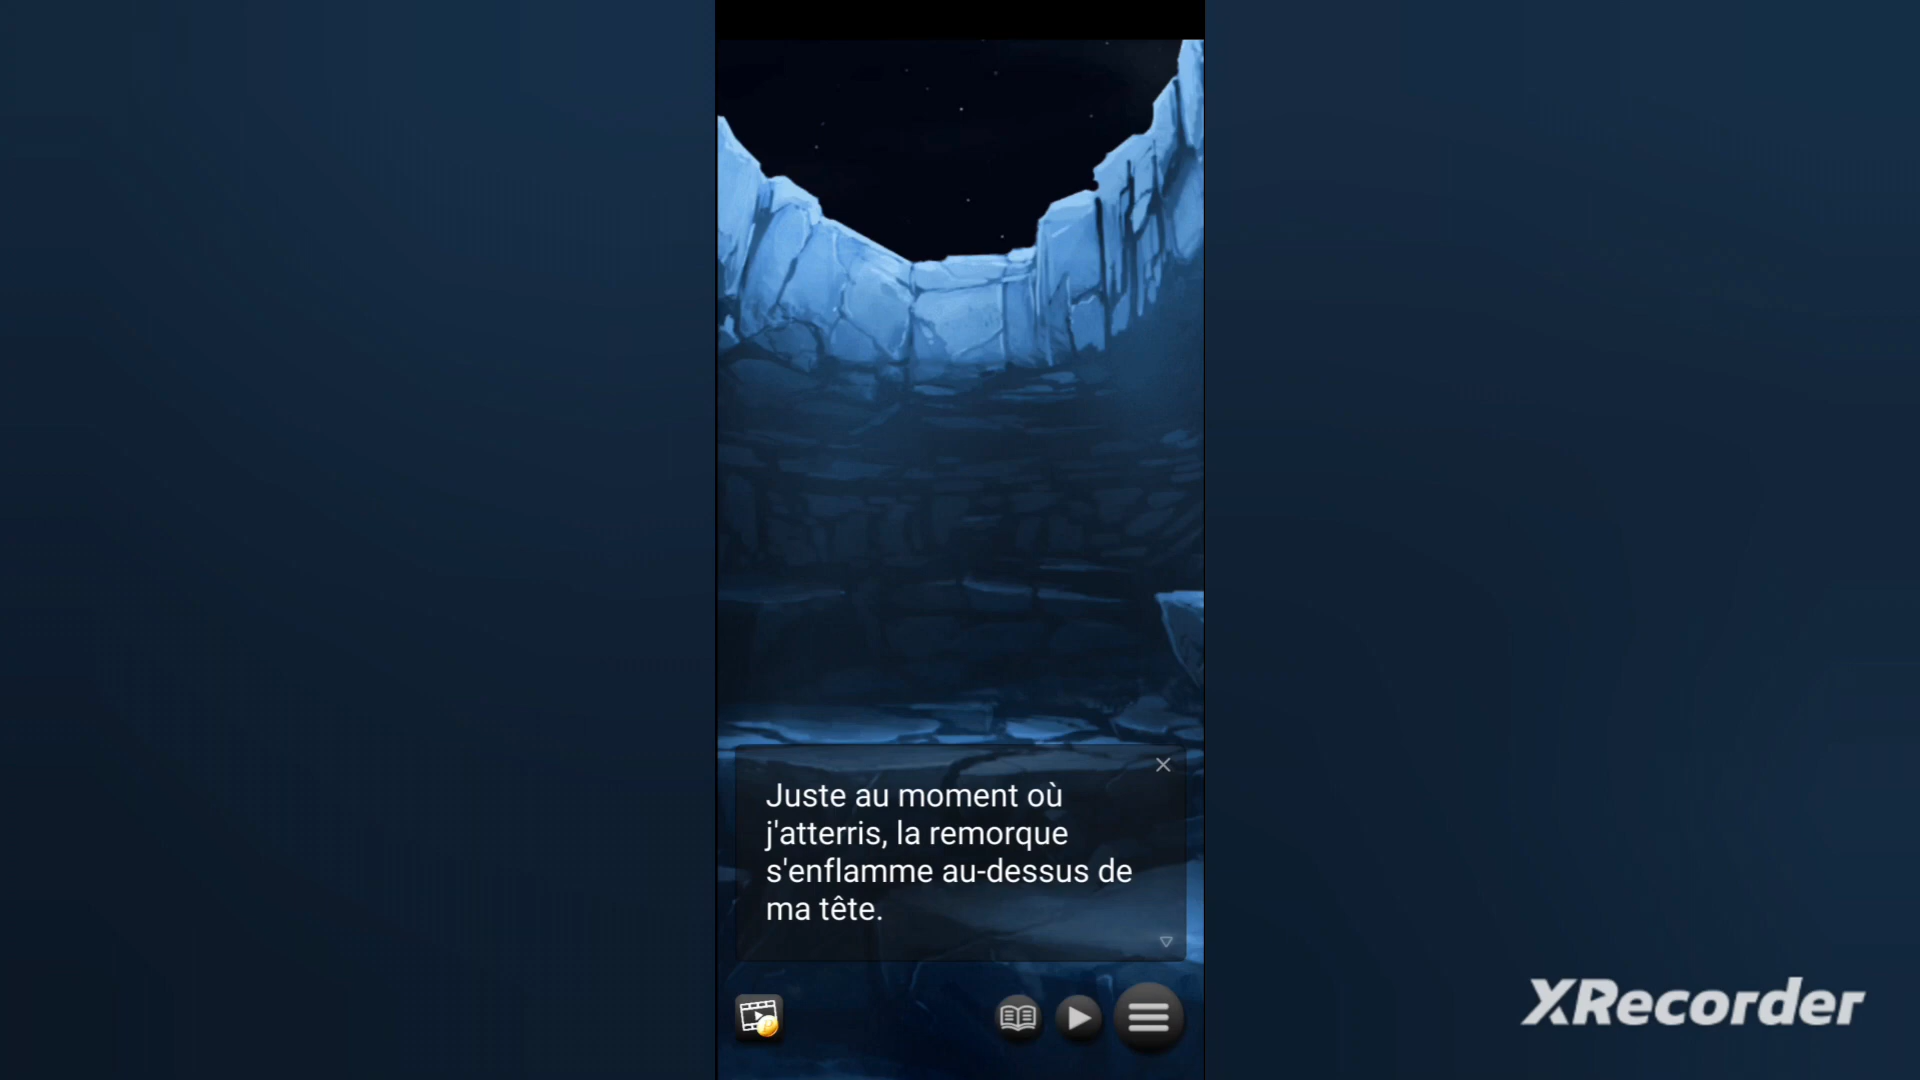 Juste au moment où
j'atterris, la remorque
s'enflamme au-dessus de
ma tête.
XRecorder